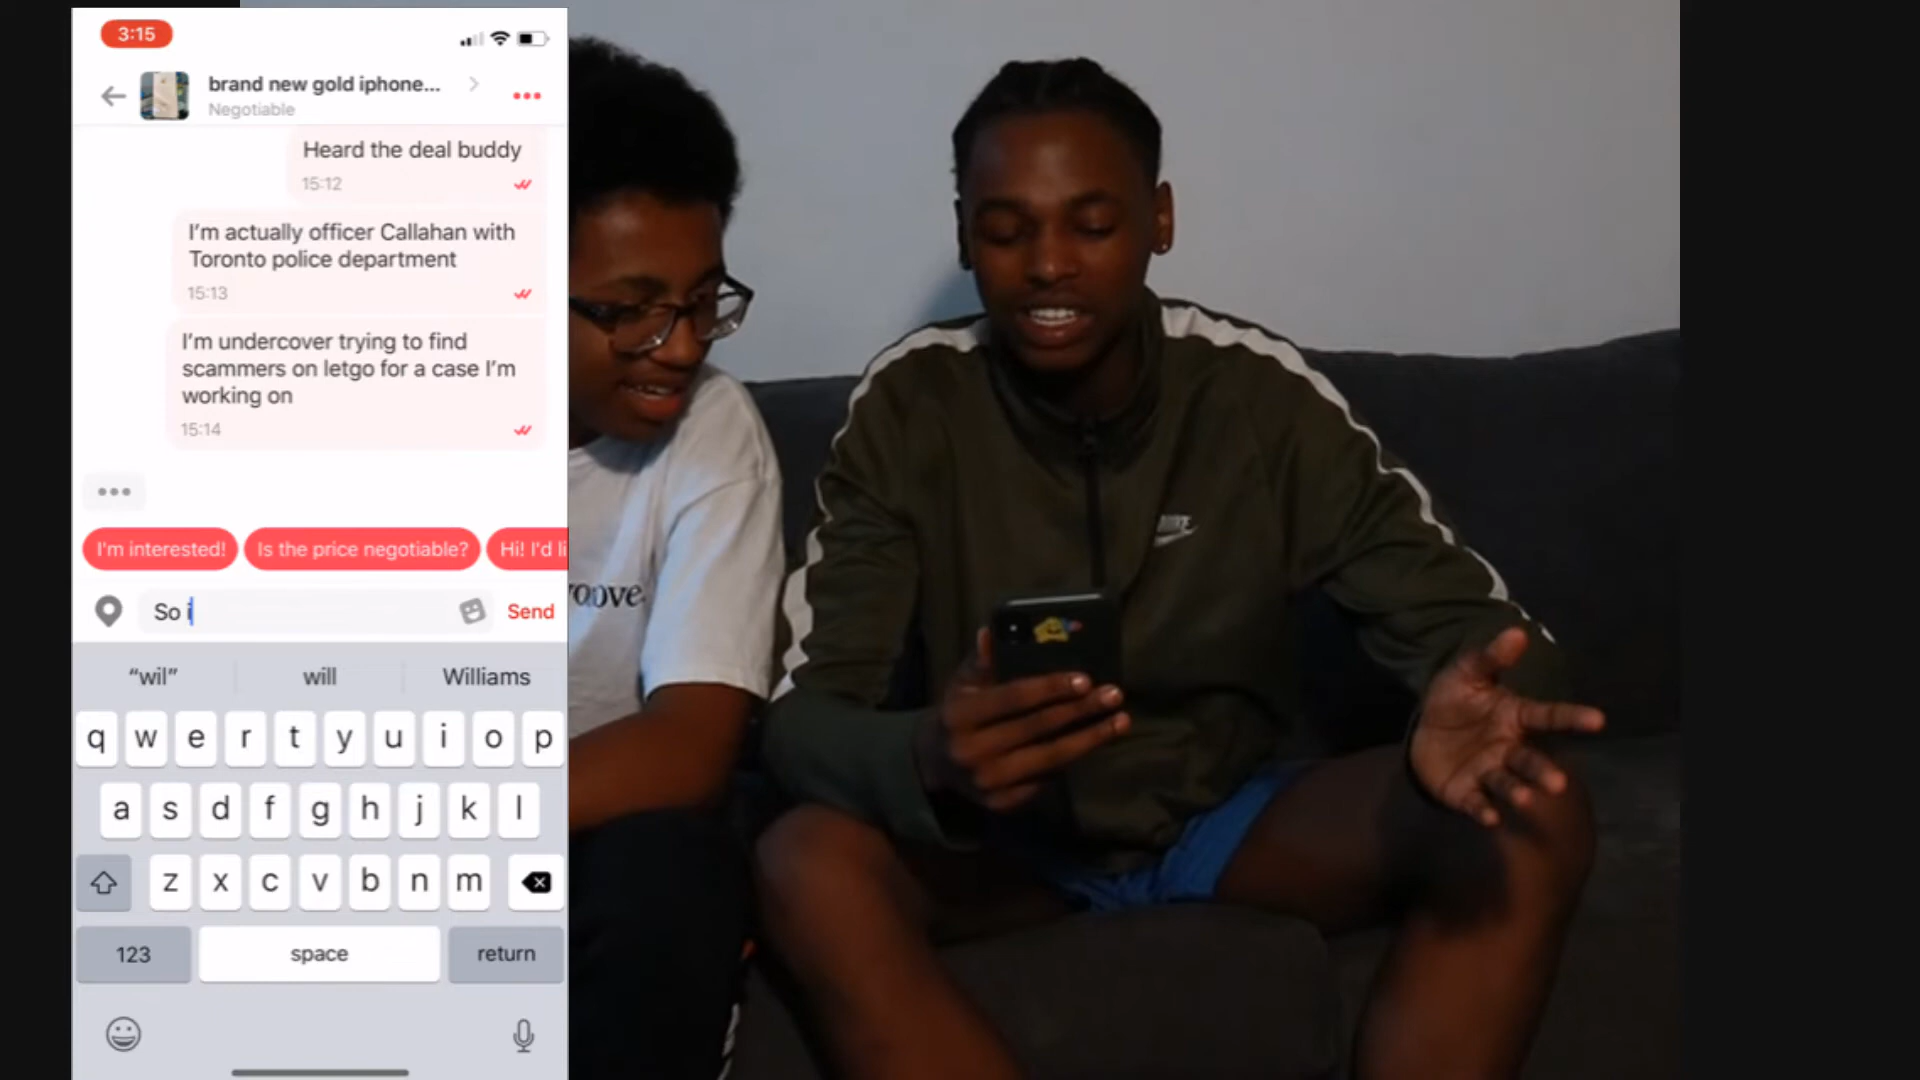 3:15
brand new gold iphone...
Negotiable
Heard the deal buddy
15:12
I'm actually officer Callahan with
Toronto police department
15:13
I'm undercover trying to find
scammers on letgo for a case I'm
working on
15:14
I'm interested!
Is the price negotiable?
Hi! I'd li
So i
Send
"wil"
will
Williams
q w e r t y u i o p
a s d f g h j k l
z x c v b n m
123
space
return
NIKE